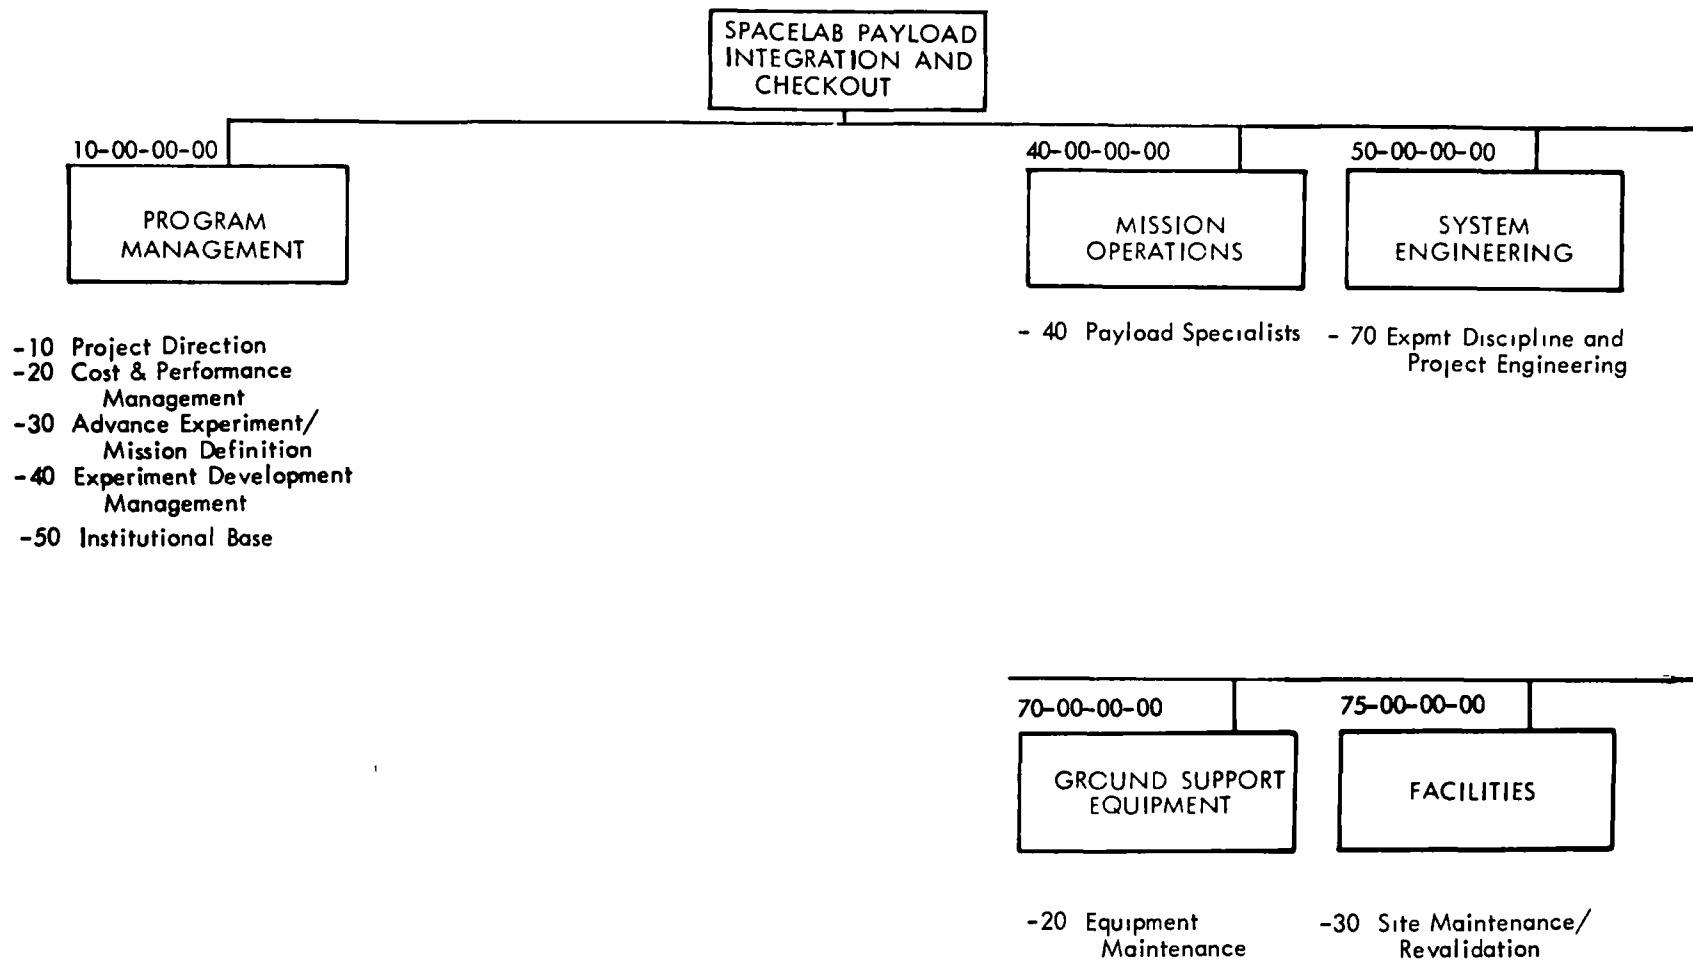 SPACELAB PAYLOAD
INTEGRATION AND
CHECKOUT
10-00-00-00
PROGRAM
MANAGEMENT
-10 Project Direction
-20 Cost & Performance
Management
-30 Advance Experiment/
Mission Definition
-40 Experiment Development
Management
-50 Institutional Base
40-00-00-00
MISSION
OPERATIONS
- 40 Payload Specialists
50-00-00-00
SYSTEM
ENGINEERING
- 70 Expmt Discipline and
Project Engineering
70-00-00-00
GROUND SUPPORT
EQUIPMENT
-20 Equipment
Maintenance
75-00-00-00
FACILITIES
-30 Site Maintenance/
Revalidation